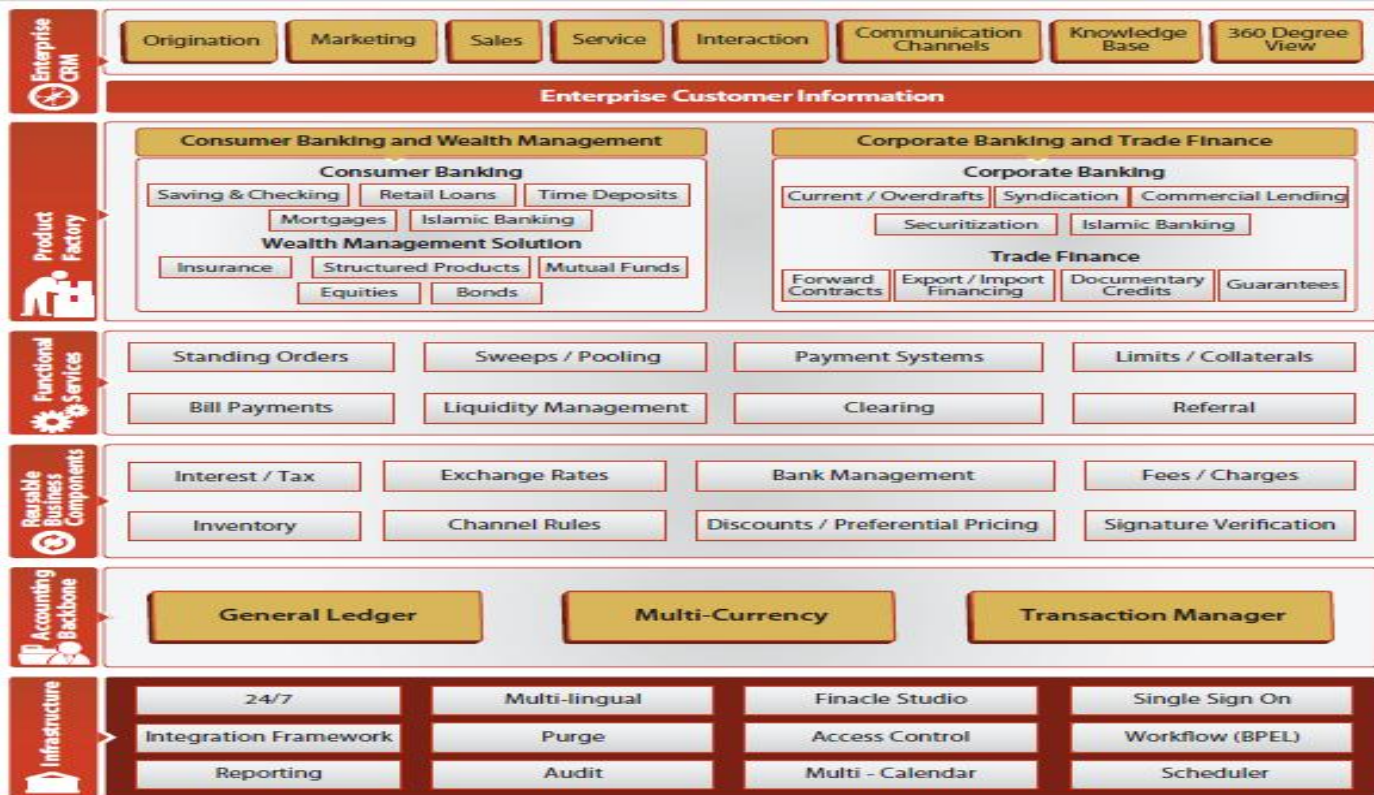 Enterprise
CRM
Origination
Marketing
Sales
Service
Interaction
Communication
Channels
Knowledge
Base
360 Degree
View
Enterprise Customer Information
Product
Factory
Consumer Banking and Wealth Management
Consumer Banking
Saving & Checking
Retail Loans
Time Deposits
Mortgages
Islamic Banking
Wealth Management Solution
Insurance
Structured Products
Mutual Funds
Equities
Bonds
Corporate Banking and Trade Finance
Corporate Banking
Current / Overdrafts
Syndication
Commercial Lending
Securitization
Islamic Banking
Trade Finance
Forward
Contracts
Export / Import
Financing
Documentary
Credits
Guarantees
Functional
Services
Standing Orders
Sweeps / Pooling
Payment Systems
Limits / Collaterals
Bill Payments
Liquidity Management
Clearing
Referral
Reusable
Business
Components
Interest / Tax
Exchange Rates
Bank Management
Fees / Charges
Inventory
Channel Rules
Discounts / Preferential Pricing
Signature Verification
Accounting
Backbone
General Ledger
Multi-Currency
Transaction Manager
Infrastructure
24/7
Multi-lingual
Finacle Studio
Single Sign On
Integration Framework
Purge
Access Control
Workflow (BPEL)
Reporting
Audit
Multi - Calendar
Scheduler